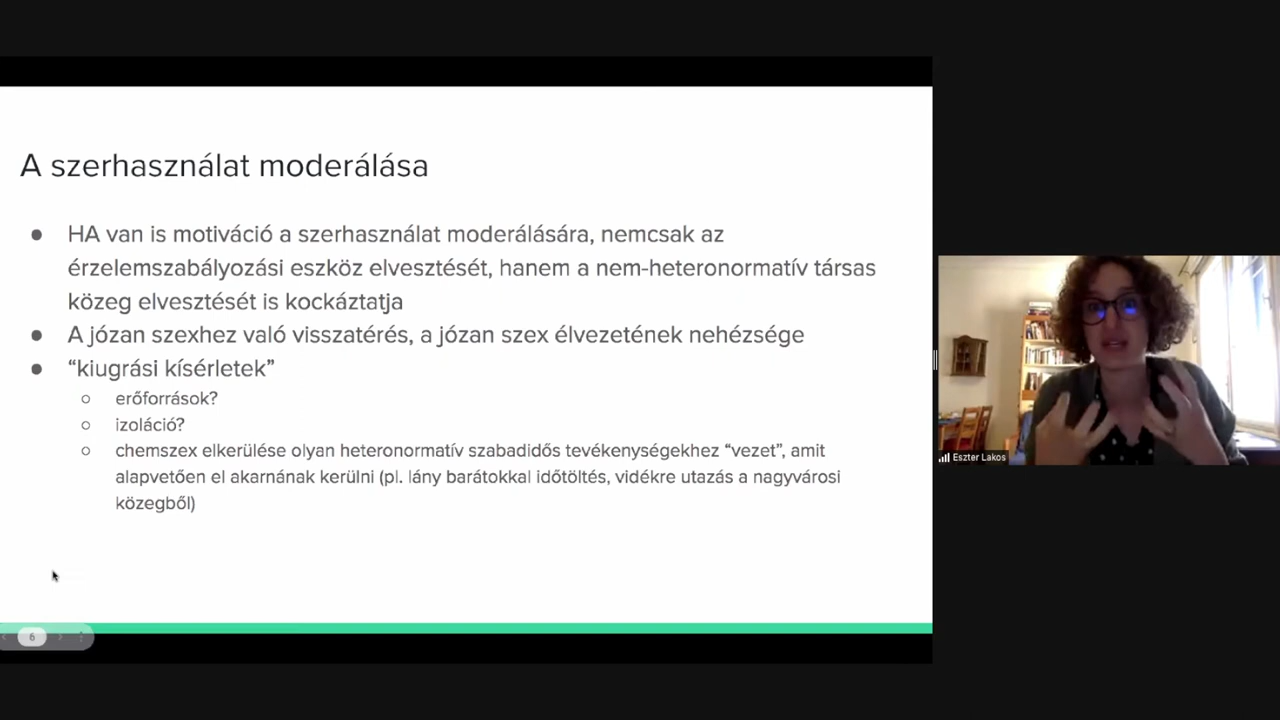 A szerhasználat moderálása
● HA van is motiváció a szerhasználat moderálására, nemcsak az
érzelemszabályozási eszköz elvesztését, hanem a nem-heteronormatív társas
közeg elvesztését is kockáztatja
● A józan szexhez való visszatérés, a józan szex élvezetének nehézsége
● “kiugrási kísérletek”
○ erőforrások?
○ izoláció?
○ chemszex elkerülése olyan heteronormatív szabadidős tevékenységekhez “vezet”, amit
alapvetően el akarnának kerülni (pl. lány barátokkal időtöltés, vidékre utazás a nagyvárosi
közegből)
6
Eszter Lakos